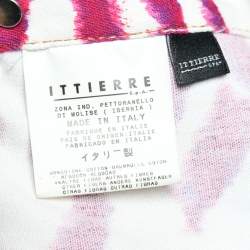 ITTIERRE
S.p.A.
ZONA IND. PETTORANELLO
DI MOLISE ( ISERNIA )
MADE IN ITALY
FABRIQUE EN ITALIE
PAIS DE ORIGEN ITALIA
FABRICADO EM ITALIA
イタリー製
ITTIERRE